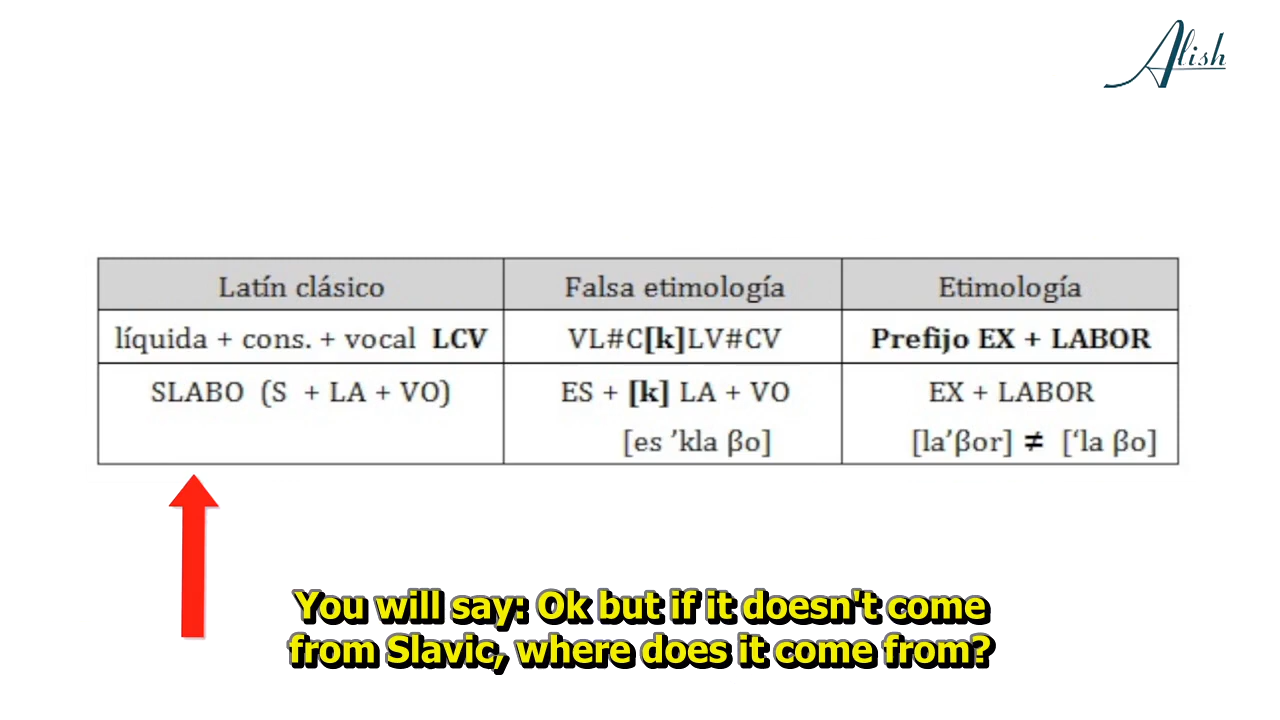 Alish
Latín clásico Falsa etimología Etimología
líquida + cons. + vocal LCV VL#C[k]LV#CV Prefijo EX + LABOR
SLABO (S + LA + VO) ES + [k] LA + VO EX + LABOR
[es ’kla βo] [la’βor] ≠ [‘la βo]
You will say: Ok but if it doesn't come
from Slavic, where does it come from?